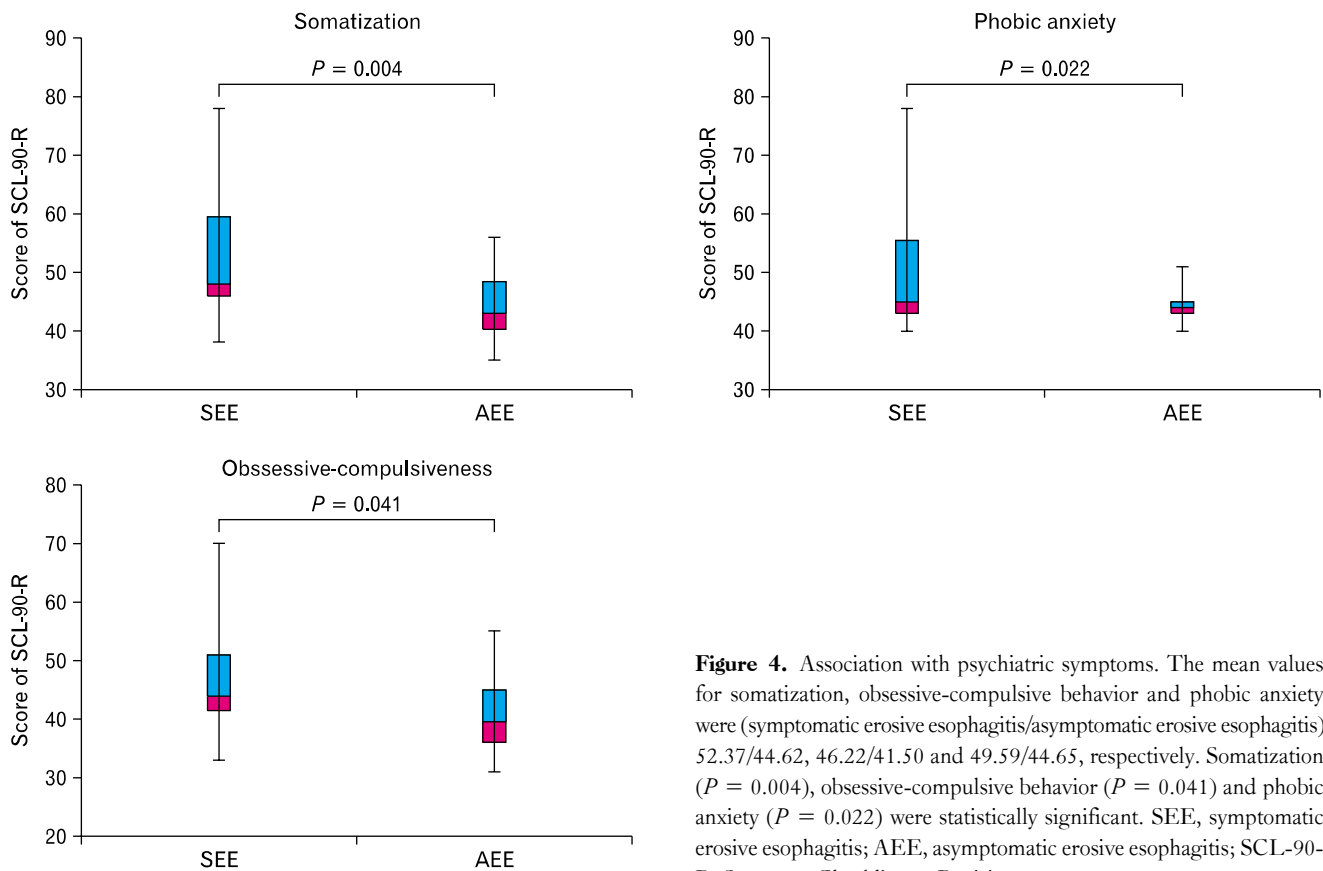 Somatization
90
80
70
60
50
40
30
Score of SCL-90-R
P = 0.004
SEE
AEE
Phobic anxiety
90
80
70
60
50
40
30
Score of SCL-90-R
P = 0.022
SEE
AEE
Obssessive-compulsiveness
80
70
60
50
40
30
20
Score of SCL-90-R
P = 0.041
SEE
AEE
Figure 4. Association with psychiatric symptoms. The mean values
for somatization, obsessive-compulsive behavior and phobic anxiety
were (symptomatic erosive esophagitis/asymptomatic erosive esophagitis)
52.37/44.62, 46.22/41.50 and 49.59/44.65, respectively. Somatization
(P = 0.004), obsessive-compulsive behavior (P = 0.041) and phobic
anxiety (P = 0.022) were statistically significant. SEE, symptomatic
erosive esophagitis; AEE, asymptomatic erosive esophagitis; SCL-90-